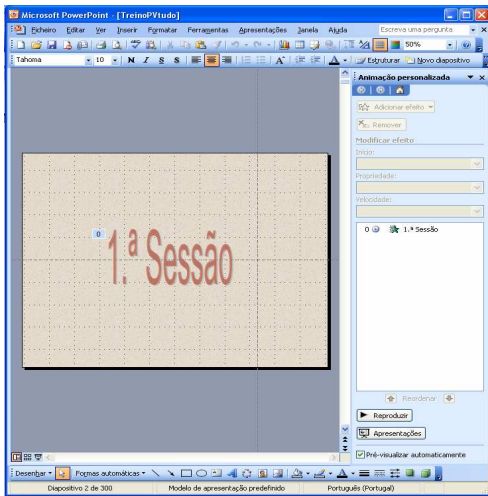 Microsoft PowerPoint - [TreinoPVtudo]
Ficheiro Editar Ver Inserir Formatar Ferramentas Apresentações Janela Ajuda Escreva uma pergunta
50%
Tahoma 10 N I S S A A Estruturar Novo diapositivo
Animação personalizada
Adicionar efeito
Remover
Modificar efeito
Início:
Propriedade:
Velocidade:
0 1.ª Sessão
0
1.ª Sessão
Reordenar
Reproduzir
Apresentações
Pré-visualizar automaticamente
Desenhar Formas automáticas A A
Diapositivo 2 de 300 Modelo de apresentação predefinido Português (Portugal)